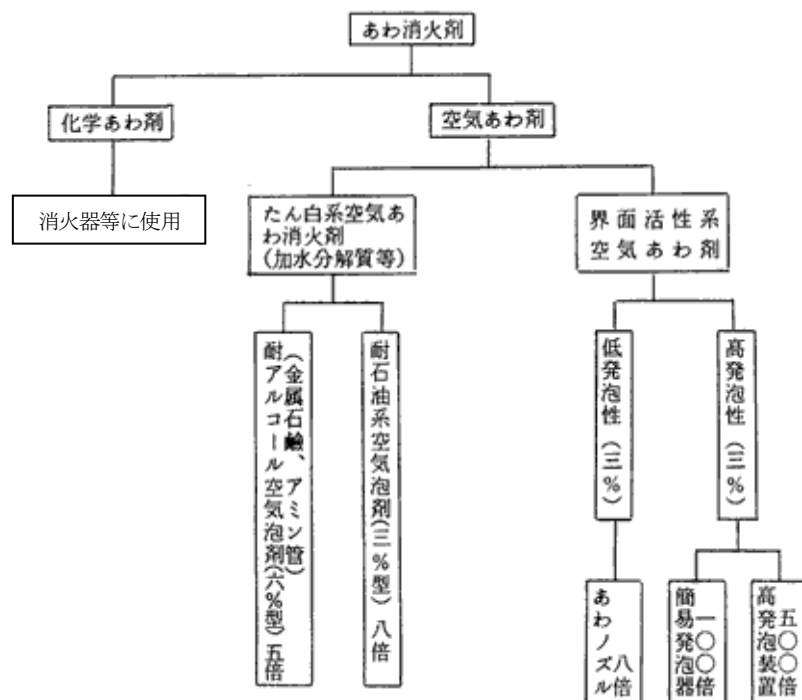 あわ消火剤
化学あわ剤
空気あわ剤
消火器等に使用
たん白系空気あ
わ消火剤
(加水分解質等)
界面活性系
空気あわ剤
耐アルコール空気泡剤(六%型)五倍
(金属石鹼、アミン管)
耐石油系空気泡剤(三%型)八倍
低発泡性(三%)
高発泡性(三%)
あわノズル
八倍
簡易発泡器
一〇〇倍
高発泡装置
五〇〇倍